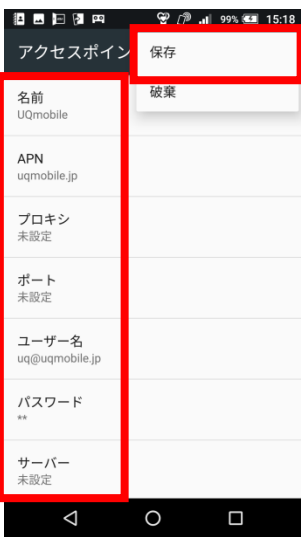 99% 15:18
アクセスポイン
保存
破棄
名前
UQmobile
APN
uqmobile.jp
プロキシ
未設定
ポート
未設定
ユーザー名
uq@uqmobile.jp
パスワード
**
サーバー
未設定